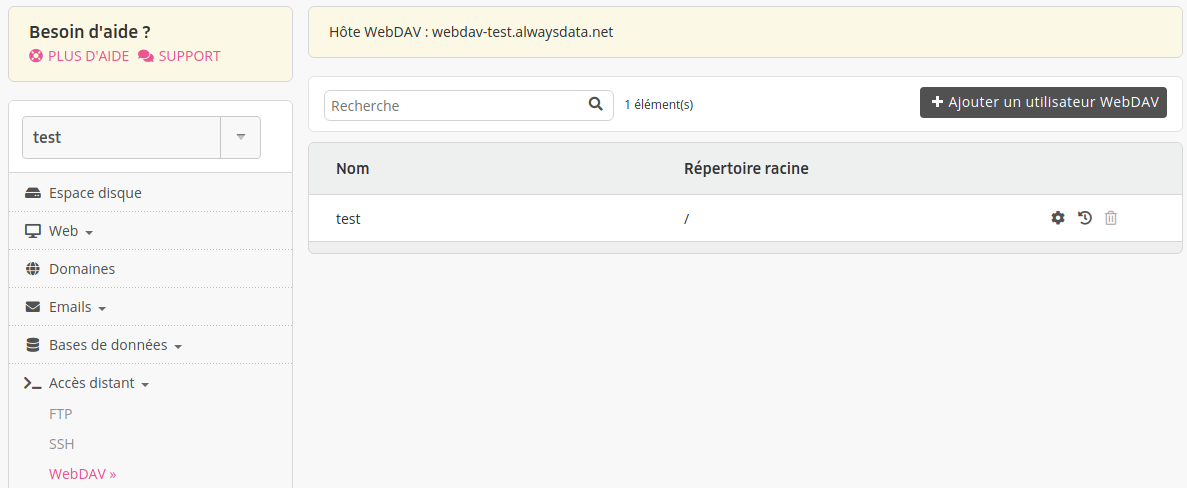 Besoin d'aide ?
PLUS D'AIDE SUPPORT
test
Espace disque
Web
Domaines
Emails
Bases de données
Accès distant
FTP
SSH
WebDAV »
Hôte WebDAV : webdav-test.alwaysdata.net
Recherche 1 élément(s) Ajouter un utilisateur WebDAV
Nom Répertoire racine
test /